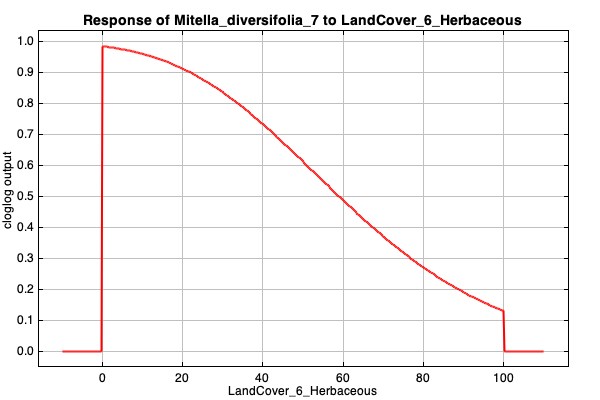 Response of Mitella_diversifolia_7 to LandCover_6_Herbaceous
1.0
0.9
0.8
0.7
0.6
0.5
0.4
0.3
0.2
0.1
0.0
cloglog output
0 20 40 60 80 100
LandCover_6_Herbaceous